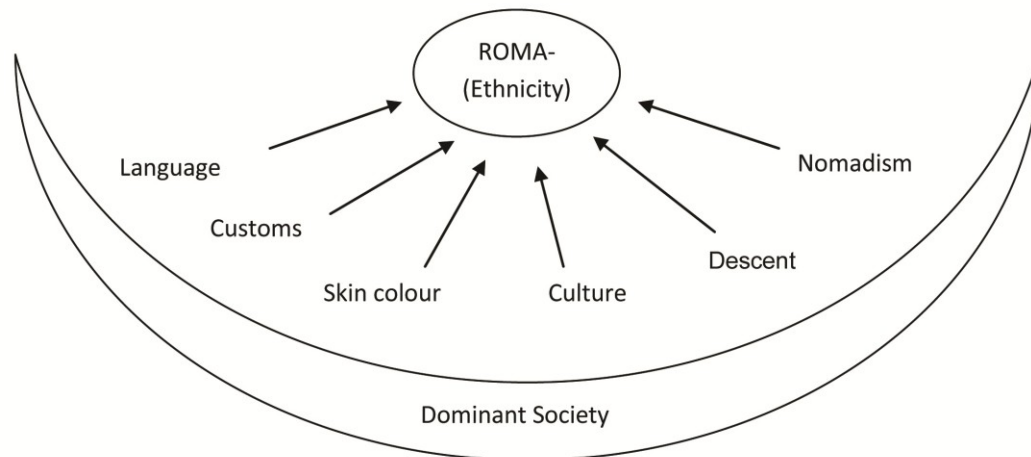 ROMA-
(Ethnicity)
Language
Nomadism
Customs
Descent
Skin colour
Culture
Dominant Society